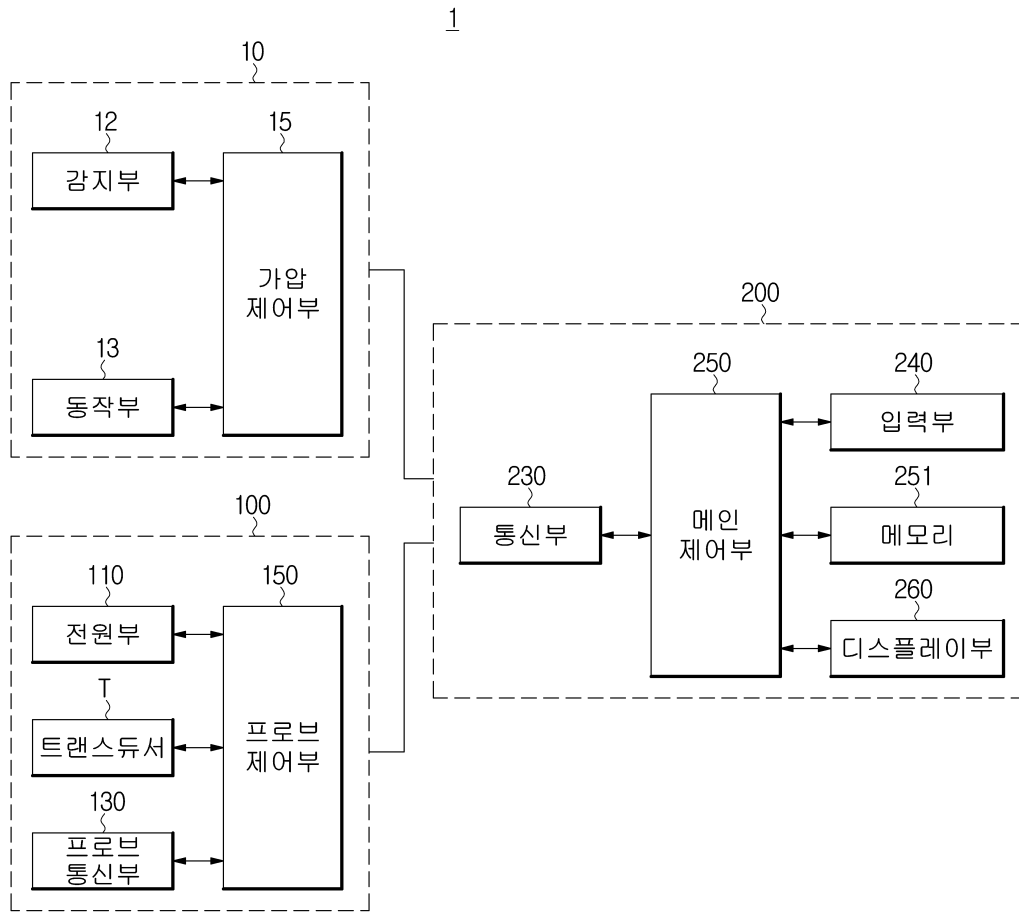 1
10
12
감지부
15
가압
제어부
13
동작부
100
110
전원부
T
트랜스듀서
130
프로브
통신부
150
프로브
제어부
200
230
통신부
250
메인
제어부
240
입력부
251
메모리
260
디스플레이부